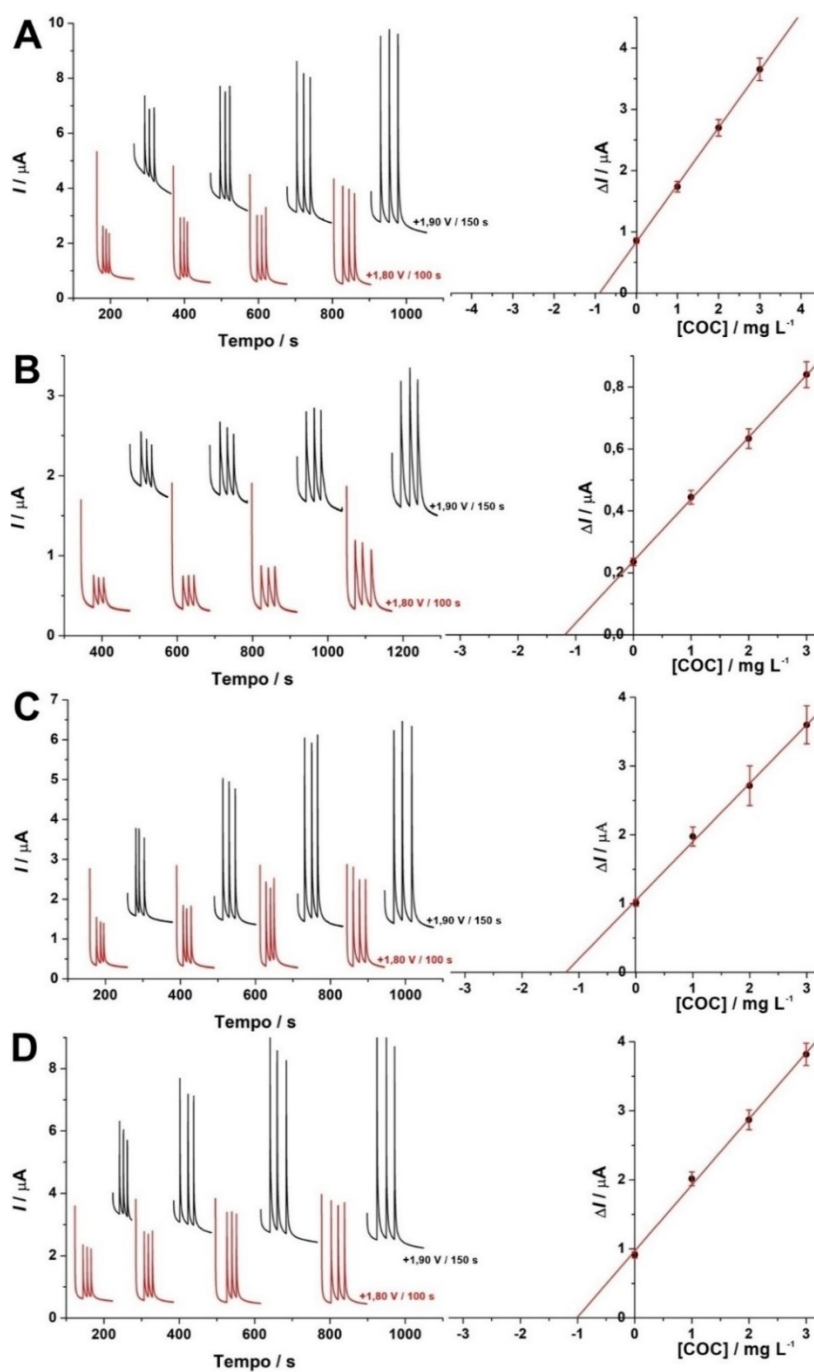 A
I / µA
10
8
6
4
2
0
+1,90 V / 150 s
+1,80 V / 100 s
200 400 600 800 1000
Tempo / s
ΔI / µA
4
3
2
1
0
-4 -3 -2 -1 0 1 2 3 4
[COC] / mg L⁻¹
B
I / µA
3
2
1
0
+1,90 V / 150 s
+1,80 V / 100 s
400 600 800 1000 1200
Tempo / s
ΔI / µA
0,8
0,6
0,4
0,2
0,0
-3 -2 -1 0 1 2 3
[COC] / mg L⁻¹
C
I / µA
7
6
5
4
3
2
1
0
+1,90 V / 150 s
+1,80 V / 100 s
200 400 600 800 1000
Tempo / s
ΔI / µA
4
3
2
1
0
-3 -2 -1 0 1 2 3
[COC] / mg L⁻¹
D
I / µA
8
6
4
2
0
+1,90 V / 150 s
+1,80 V / 100 s
200 400 600 800 1000
Tempo / s
ΔI / µA
4
3
2
1
0
-3 -2 -1 0 1 2 3
[COC] / mg L⁻¹